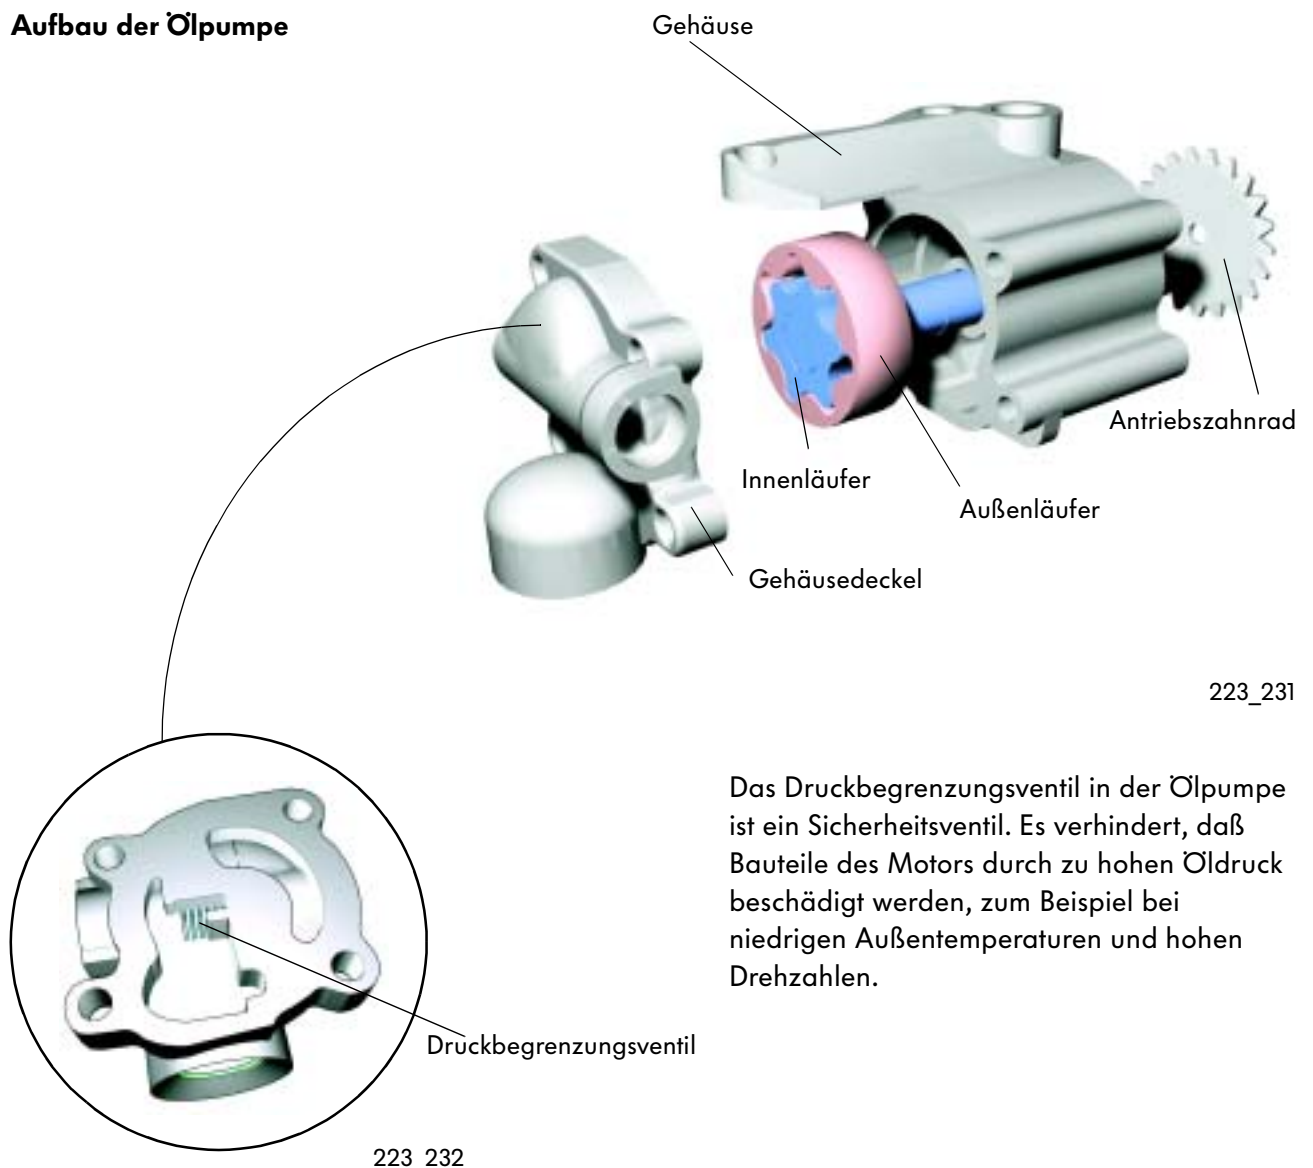 Aufbau der Ölpumpe
Gehäuse
Antriebszahnrad
Innenläufer
Außenläufer
Gehäusedeckel
223_231
Das Druckbegrenzungsventil in der Ölpumpe
ist ein Sicherheitsventil. Es verhindert, daß
Bauteile des Motors durch zu hohen Öldruck
beschädigt werden, zum Beispiel bei
niedrigen Außentemperaturen und hohen
Drehzahlen.
Druckbegrenzungsventil
223 232